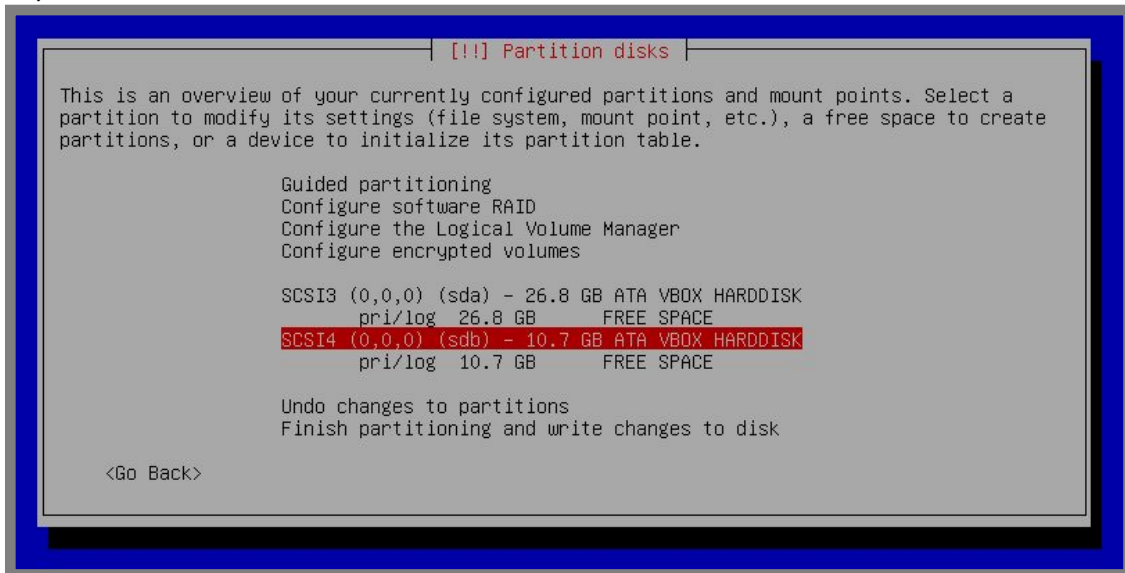 [!!] Partition disks
This is an overview of your currently configured partitions and mount points. Select a
partition to modify its settings (file system, mount point, etc.), a free space to create
partitions, or a device to initialize its partition table.
Guided partitioning
Configure software RAID
Configure the Logical Volume Manager
Configure encrypted volumes
SCSI3 (0,0,0) (sda) - 26.8 GB ATA VBOX HARDDISK
pri/log 26.8 GB FREE SPACE
SCSI4 (0,0,0) (sdb) - 10.7 GB ATA VBOX HARDDISK
pri/log 10.7 GB FREE SPACE
Undo changes to partitions
Finish partitioning and write changes to disk
<Go Back>